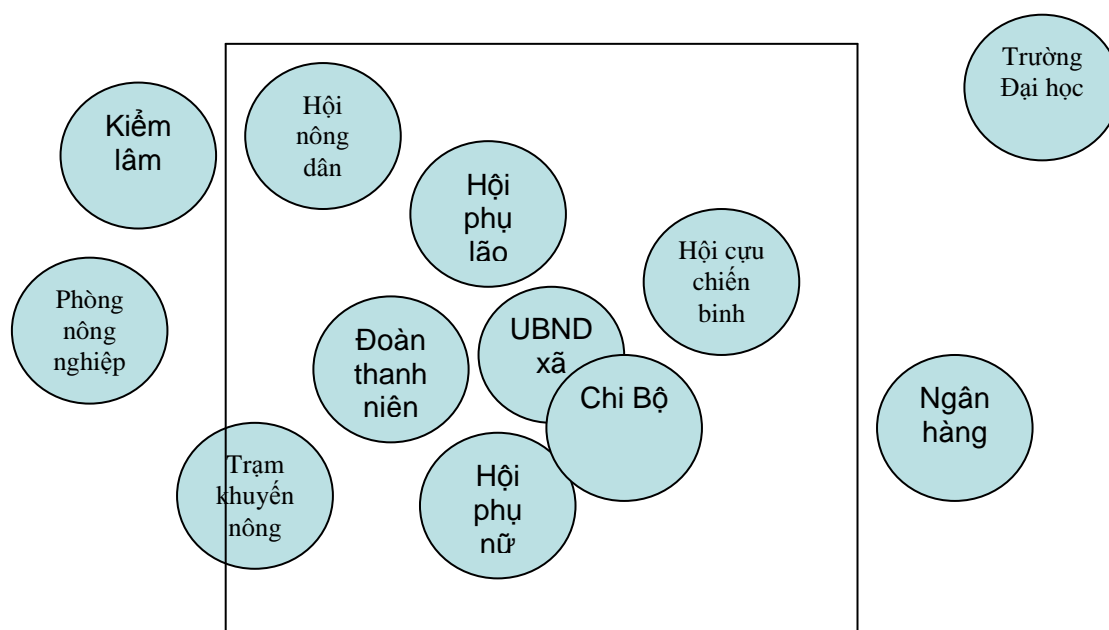 Trường
Đại học
Kiểm
lâm
Hội
nông
dân
Hội
phụ
lão
Hội cựu
chiến
binh
Phòng
nông
nghiệp
Đoàn
thanh
niên
UBND
xã
Chi Bộ
Ngân
hàng
Trạm
khuyến
nông
Hội
phụ
nữ